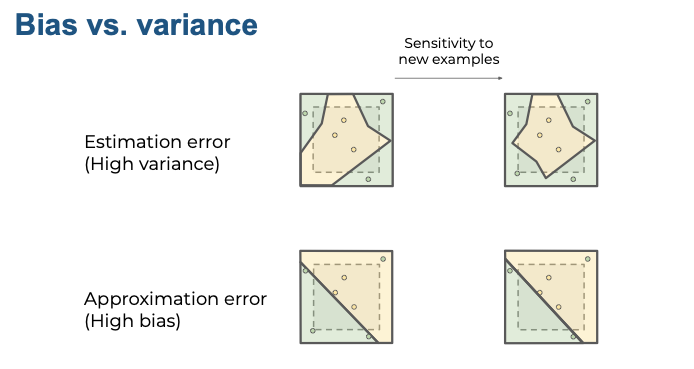 Bias vs. variance
Sensitivity to
new examples
Estimation error
(High variance)
Approximation error
(High bias)